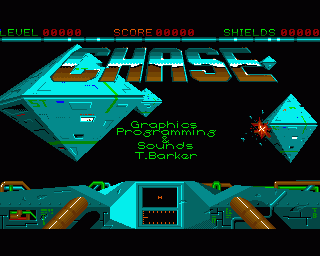 LEVEL 00000 SCORE 00000 SHIELDS 00000
CHASE
Graphics
Programming
&
Sounds
T.Barker